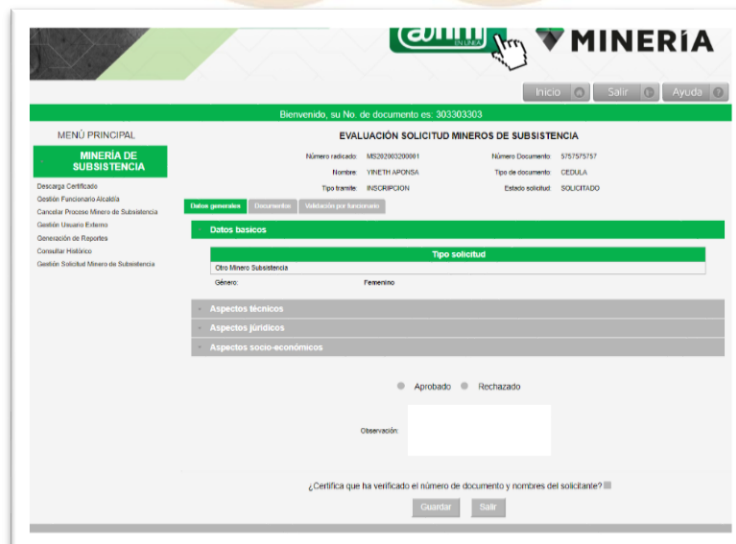 anm
EN LINEA
MINERÍA
Inicio Salir Ayuda
Bienvenido, su No. de documento es: 303303303
MENÚ PRINCIPAL
MINERÍA DE
SUBSISTENCIA
Descarga Certificado
Gestión Funcionario Alcaldía
Cancelar Proceso Minero de Subsistencia
Gestión Usuario Externo
Generación de Reportes
Consultar Histórico
Gestión Solicitud Minero de Subsistencia
EVALUACIÓN SOLICITUD MINEROS DE SUBSISTENCIA
Número radicado: MS202003200001 Número Documento: 5757575757
Nombre: YINETH APONSA Tipo de documento: CEDULA
Tipo tramite: INSCRIPCION Estado solicitud: SOLICITADO
Datos generales Documentos Validación por funcionario
Datos basicos
Tipo solicitud
Otro Minero Subsistencia
Género: Femenino
Aspectos técnicos
Aspectos júridicos
Aspectos socio-económicos
Aprobado Rechazado
Observación:
¿Certifica que ha verificado el número de documento y nombres del solicitante?
Guardar Salir